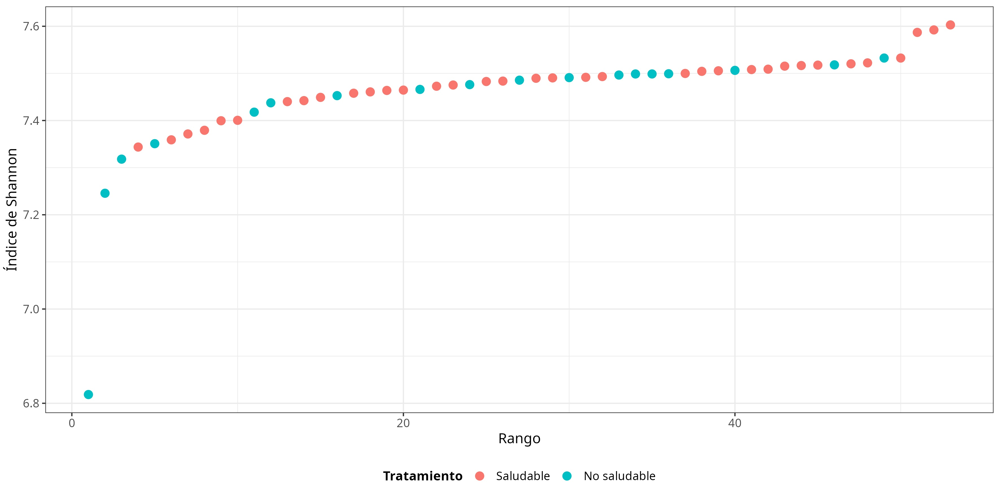 Índice de Shannon
7.6
7.4
7.2
7.0
6.8
0 20 40
Rango
Tratamiento Saludable No saludable